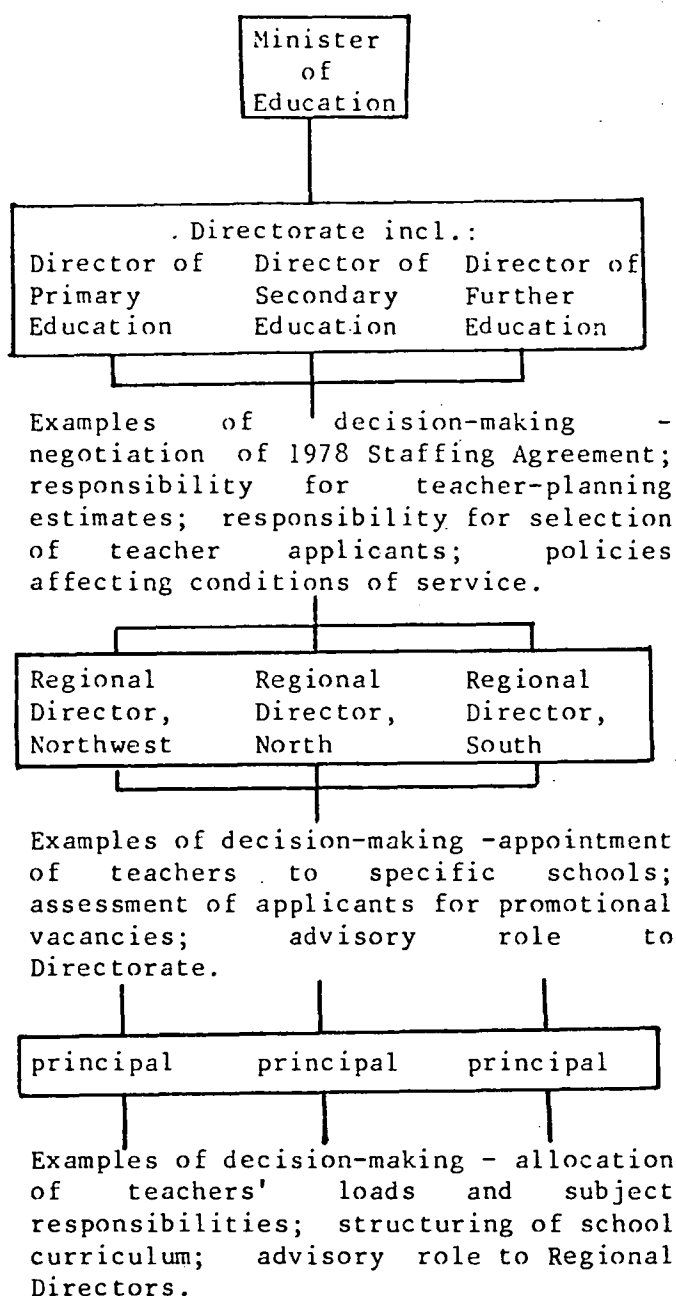 Minister
of
Education
. Directorate incl.:
Director of Director of Director of
Primary Secondary Further
Education Education Education
Examples of decision-making -
negotiation of 1978 Staffing Agreement;
responsibility for teacher-planning
estimates; responsibility for selection
of teacher applicants; policies
affecting conditions of service.
Regional Regional Regional
Director, Director, Director,
Northwest North South
Examples of decision-making -appointment
of teachers to specific schools;
assessment of applicants for promotional
vacancies; advisory role to
Directorate.
principal principal principal
Examples of decision-making - allocation
of teachers' loads and subject
responsibilities; structuring of school
curriculum; advisory role to Regional
Directors.